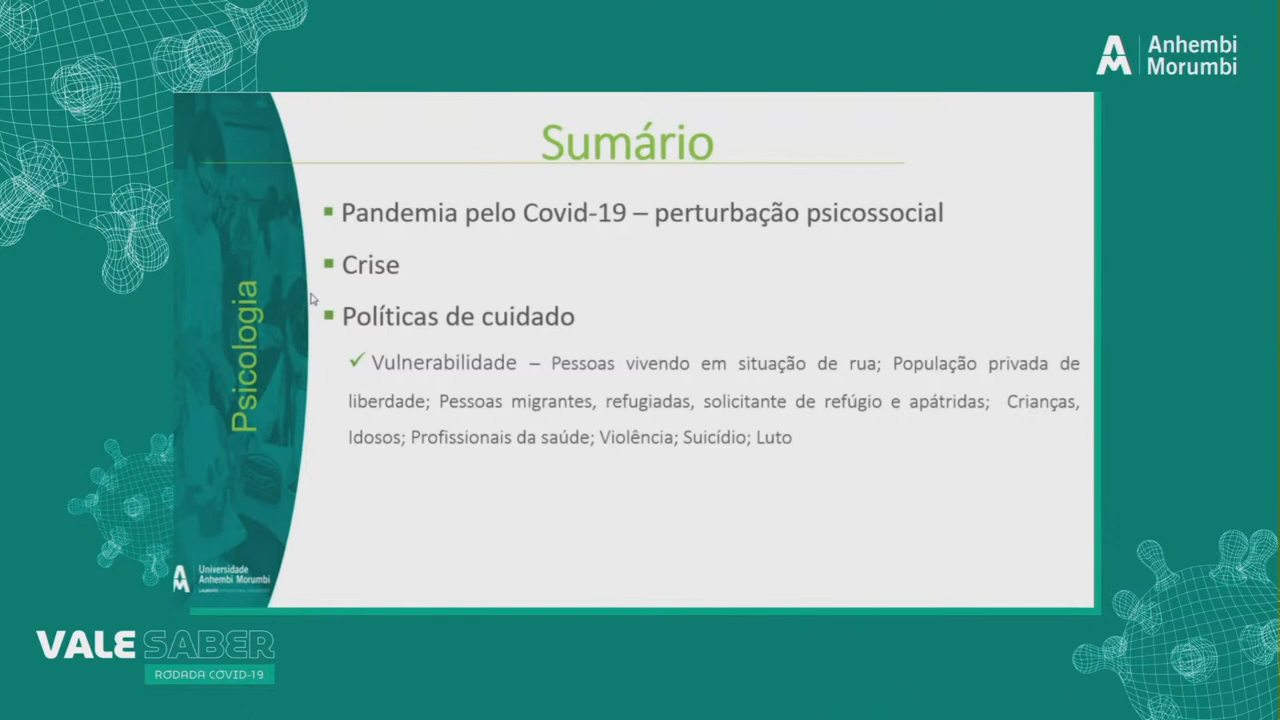 Anhembi
Morumbi
Sumário
Pandemia pelo Covid-19 – perturbação psicossocial
Crise
Políticas de cuidado
Vulnerabilidade – Pessoas vivendo em situação de rua; População privada de
liberdade; Pessoas migrantes, refugiadas, solicitante de refúgio e apátridas; Crianças,
Idosos; Profissionais da saúde; Violência; Suicídio; Luto
Psicologia
Universidade
Anhembi Morumbi
VALE SABER
RODADA COVID-19